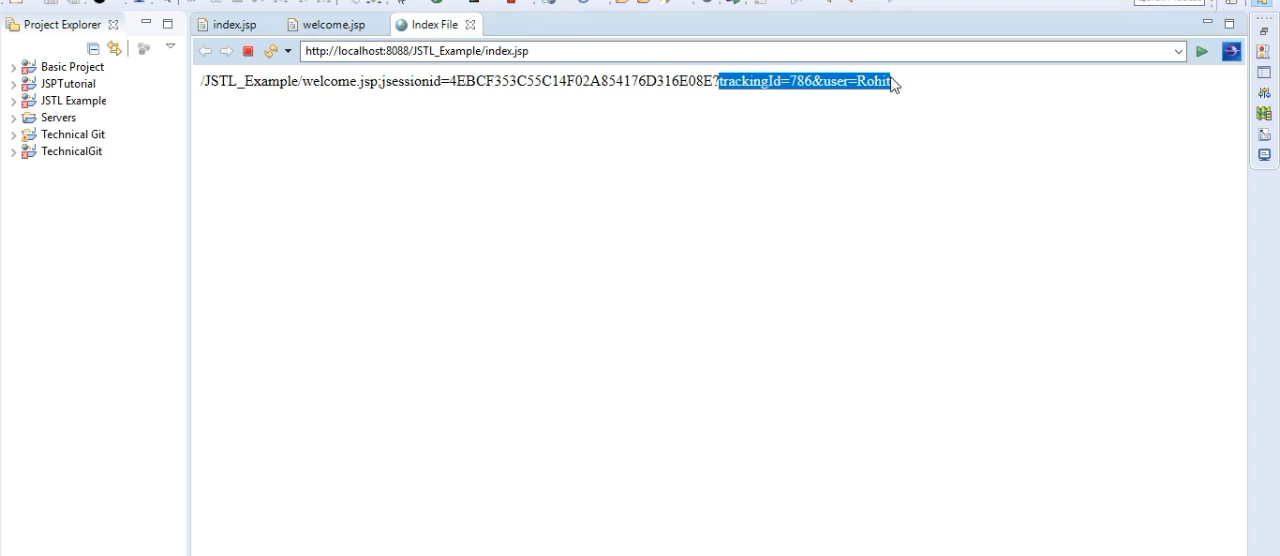 Project Explorer
index.jsp
welcome.jsp
Index File
http://localhost:8088/JSTL_Example/index.jsp
Basic Project
JSPTutorial
JSTL Example
Servers
Technical Git
TechnicalGit
/JSTL_Example/welcome.jsp;jsessionid=4EBCF353C55C14F02A854176D316E08E?trackingId=786&user=Rohit